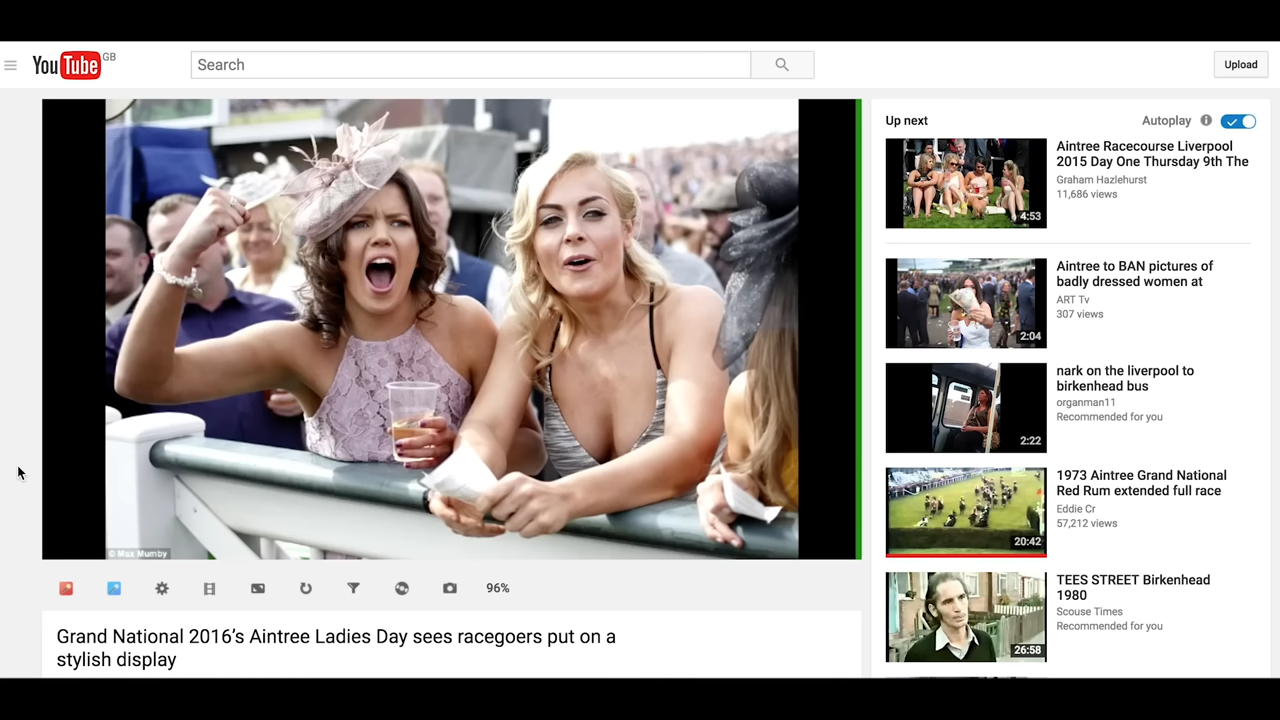 YouTube GB
Search
Upload
© Max Mumby
96%
Grand National 2016's Aintree Ladies Day sees racegoers put on a
stylish display
Up next
Autoplay
Aintree Racecourse Liverpool
2015 Day One Thursday 9th The
Graham Hazlehurst
11,686 views
4:53
Aintree to BAN pictures of
badly dressed women at
ART Tv
307 views
2:04
nark on the liverpool to
birkenhead bus
organman11
Recommended for you
2:22
1973 Aintree Grand National
Red Rum extended full race
Eddie Cr
57,212 views
20:42
TEES STREET Birkenhead
1980
Scouse Times
Recommended for you
26:58